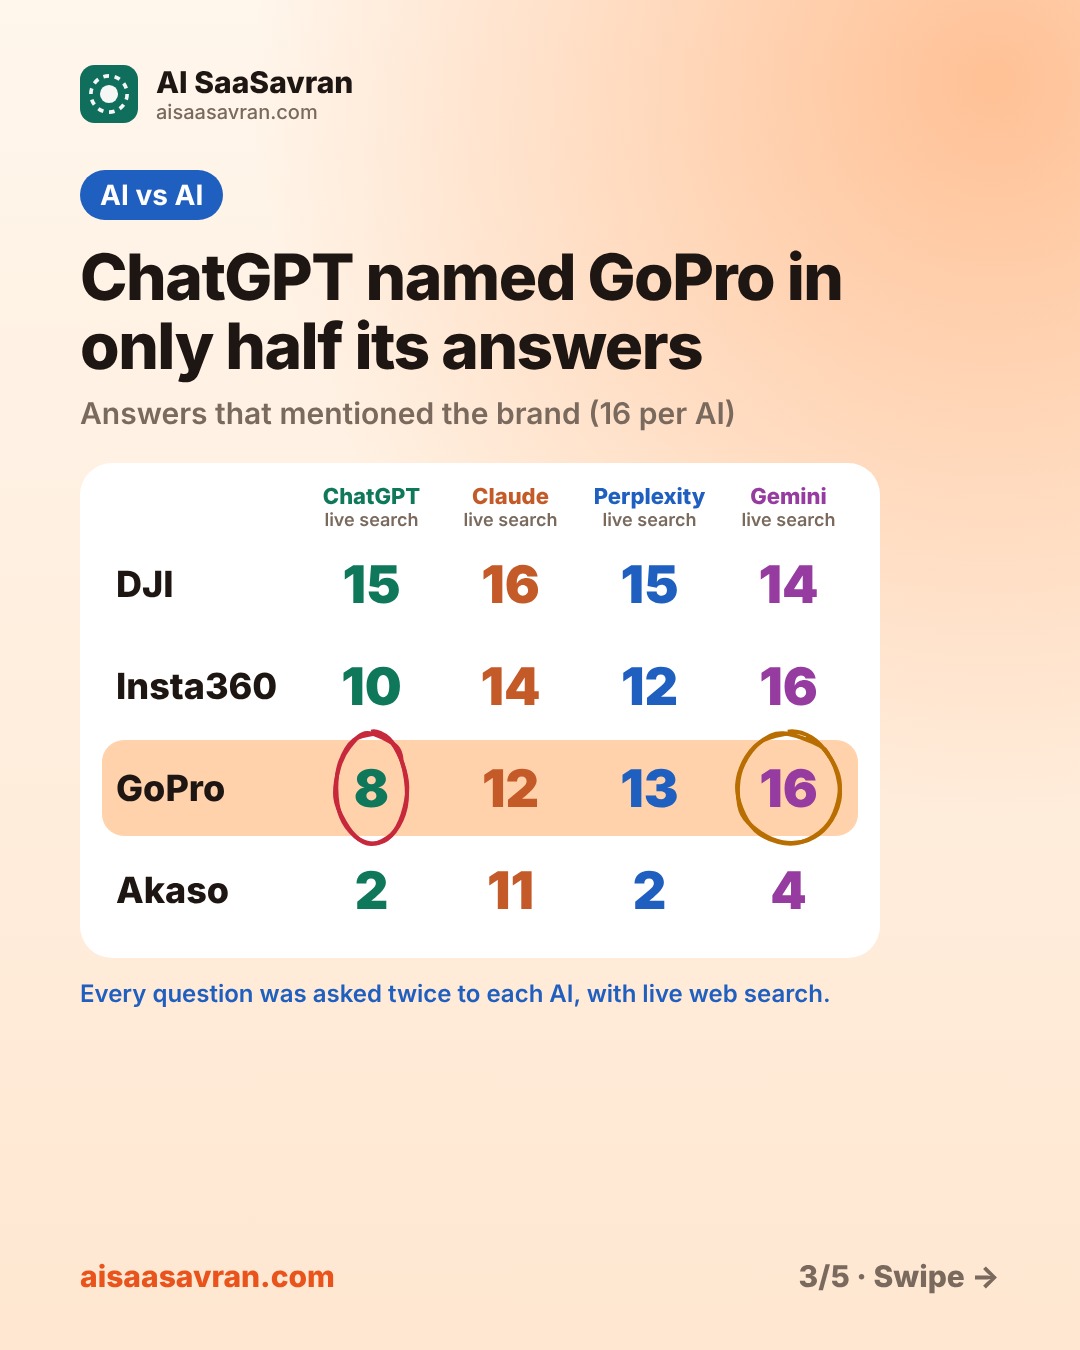 AI SaaSavran
aisaasavran.com
AI vs AI
ChatGPT named GoPro in
only half its answers
Answers that mentioned the brand (16 per AI)
ChatGPT Claude Perplexity Gemini
live search live search live search live search
DJI 15 16 15 14
Insta360 10 14 12 16
GoPro 8 12 13 16
Akaso 2 11 2 4
Every question was asked twice to each AI, with live web search.
aisaasavran.com 3/5 · Swipe →